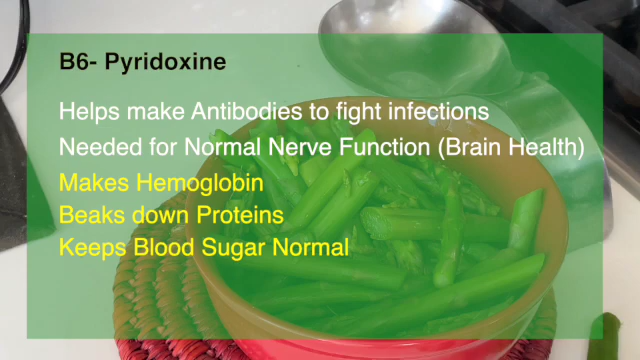 B6- Pyridoxine
Helps make Antibodies to fight infections
Needed for Normal Nerve Function (Brain Health)
Makes Hemoglobin
Beaks down Proteins
Keeps Blood Sugar Normal